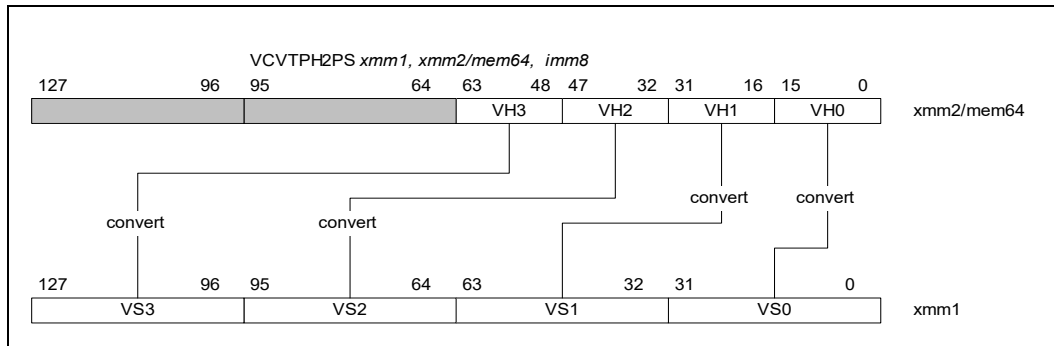 VCVTPH2PS xmm1, xmm2/mem64, imm8
127 96 95 64 63 48 47 32 31 16 15 0
VH3 VH2 VH1 VH0 xmm2/mem64
convert convert convert convert
127 96 95 64 63 32 31 0
VS3 VS2 VS1 VS0 xmm1